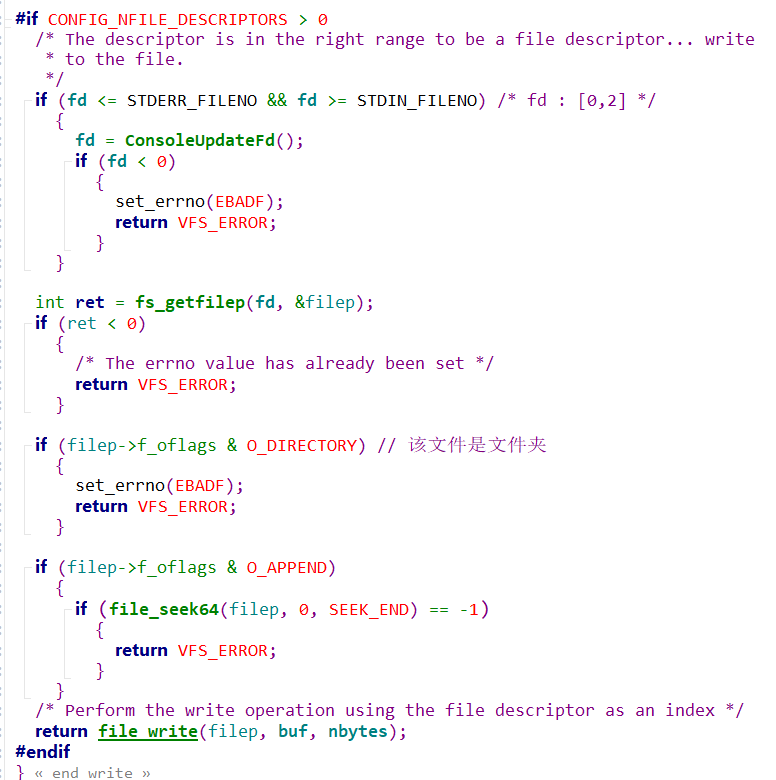 #if CONFIG_NFILE_DESCRIPTORS > 0
/* The descriptor is in the right range to be a file descriptor... write
* to the file.
*/
if (fd <= STDERR_FILENO && fd >= STDIN_FILENO) /* fd : [0,2] */
{
fd = ConsoleUpdateFd();
if (fd < 0)
{
set_errno(EBADF);
return VFS_ERROR;
}
}
int ret = fs_getfilep(fd, &filep);
if (ret < 0)
{
/* The errno value has already been set */
return VFS_ERROR;
}
if (filep->f_oflags & O_DIRECTORY) // 该文件是文件夹
{
set_errno(EBADF);
return VFS_ERROR;
}
if (filep->f_oflags & O_APPEND)
{
if (file_seek64(filep, 0, SEEK_END) == -1)
{
return VFS_ERROR;
}
}
/* Perform the write operation using the file descriptor as an index */
return file_write(filep, buf, nbytes);
#endif
} « end write »